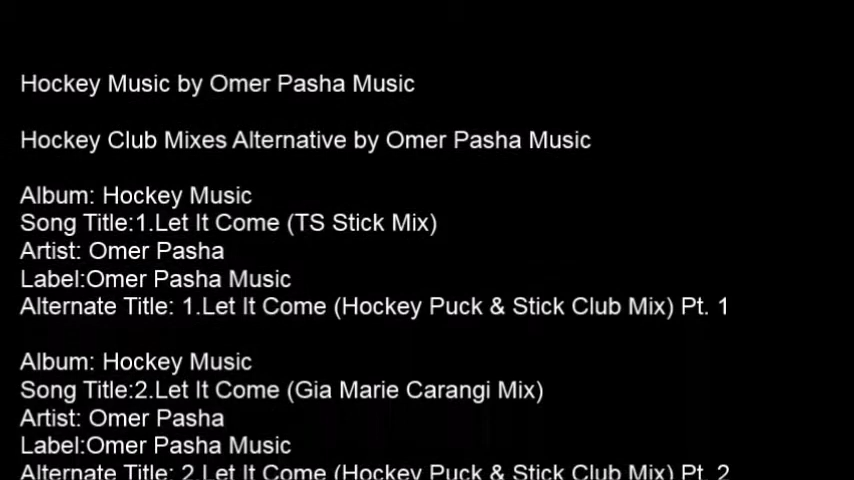 Hockey Music by Omer Pasha Music
Hockey Club Mixes Alternative by Omer Pasha Music
Album: Hockey Music
Song Title:1.Let It Come (TS Stick Mix)
Artist: Omer Pasha
Label:Omer Pasha Music
Alternate Title: 1.Let It Come (Hockey Puck & Stick Club Mix) Pt. 1
Album: Hockey Music
Song Title:2.Let It Come (Gia Marie Carangi Mix)
Artist: Omer Pasha
Label:Omer Pasha Music
Alternate Title: 2.Let It Come (Hockey Puck & Stick Club Mix) Pt. 2